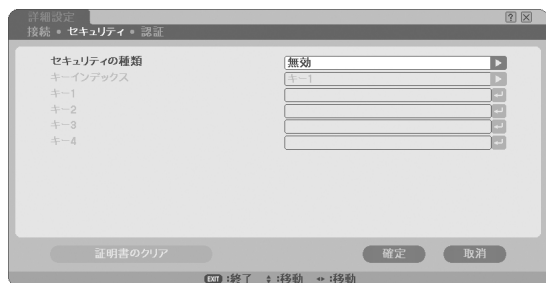 詳細設定
接続 • セキュリティ • 認証
セキュリティの種類 無効
キーインデックス キー1
キー1
キー2
キー3
キー4
証明書のクリア 確定 取消
EXIT :終了 :移動 :移動